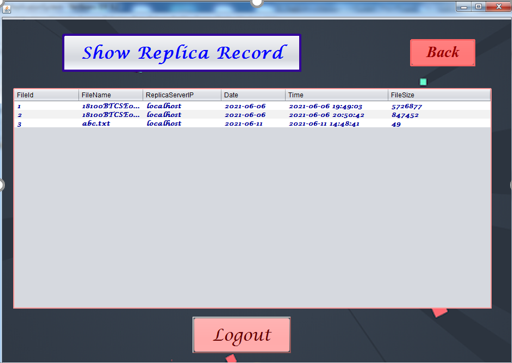 Show Replica Record
Back
FileId FileName ReplicaServerIP Date Time FileSize
1 18100BTCSEo... localhost 2021-06-06 2021-06-06 19:49:03 5726877
2 18100BTCSEo... localhost 2021-06-06 2021-06-06 20:50:42 847452
3 abc.txt localhost 2021-06-11 2021-06-11 14:48:41 49
Logout